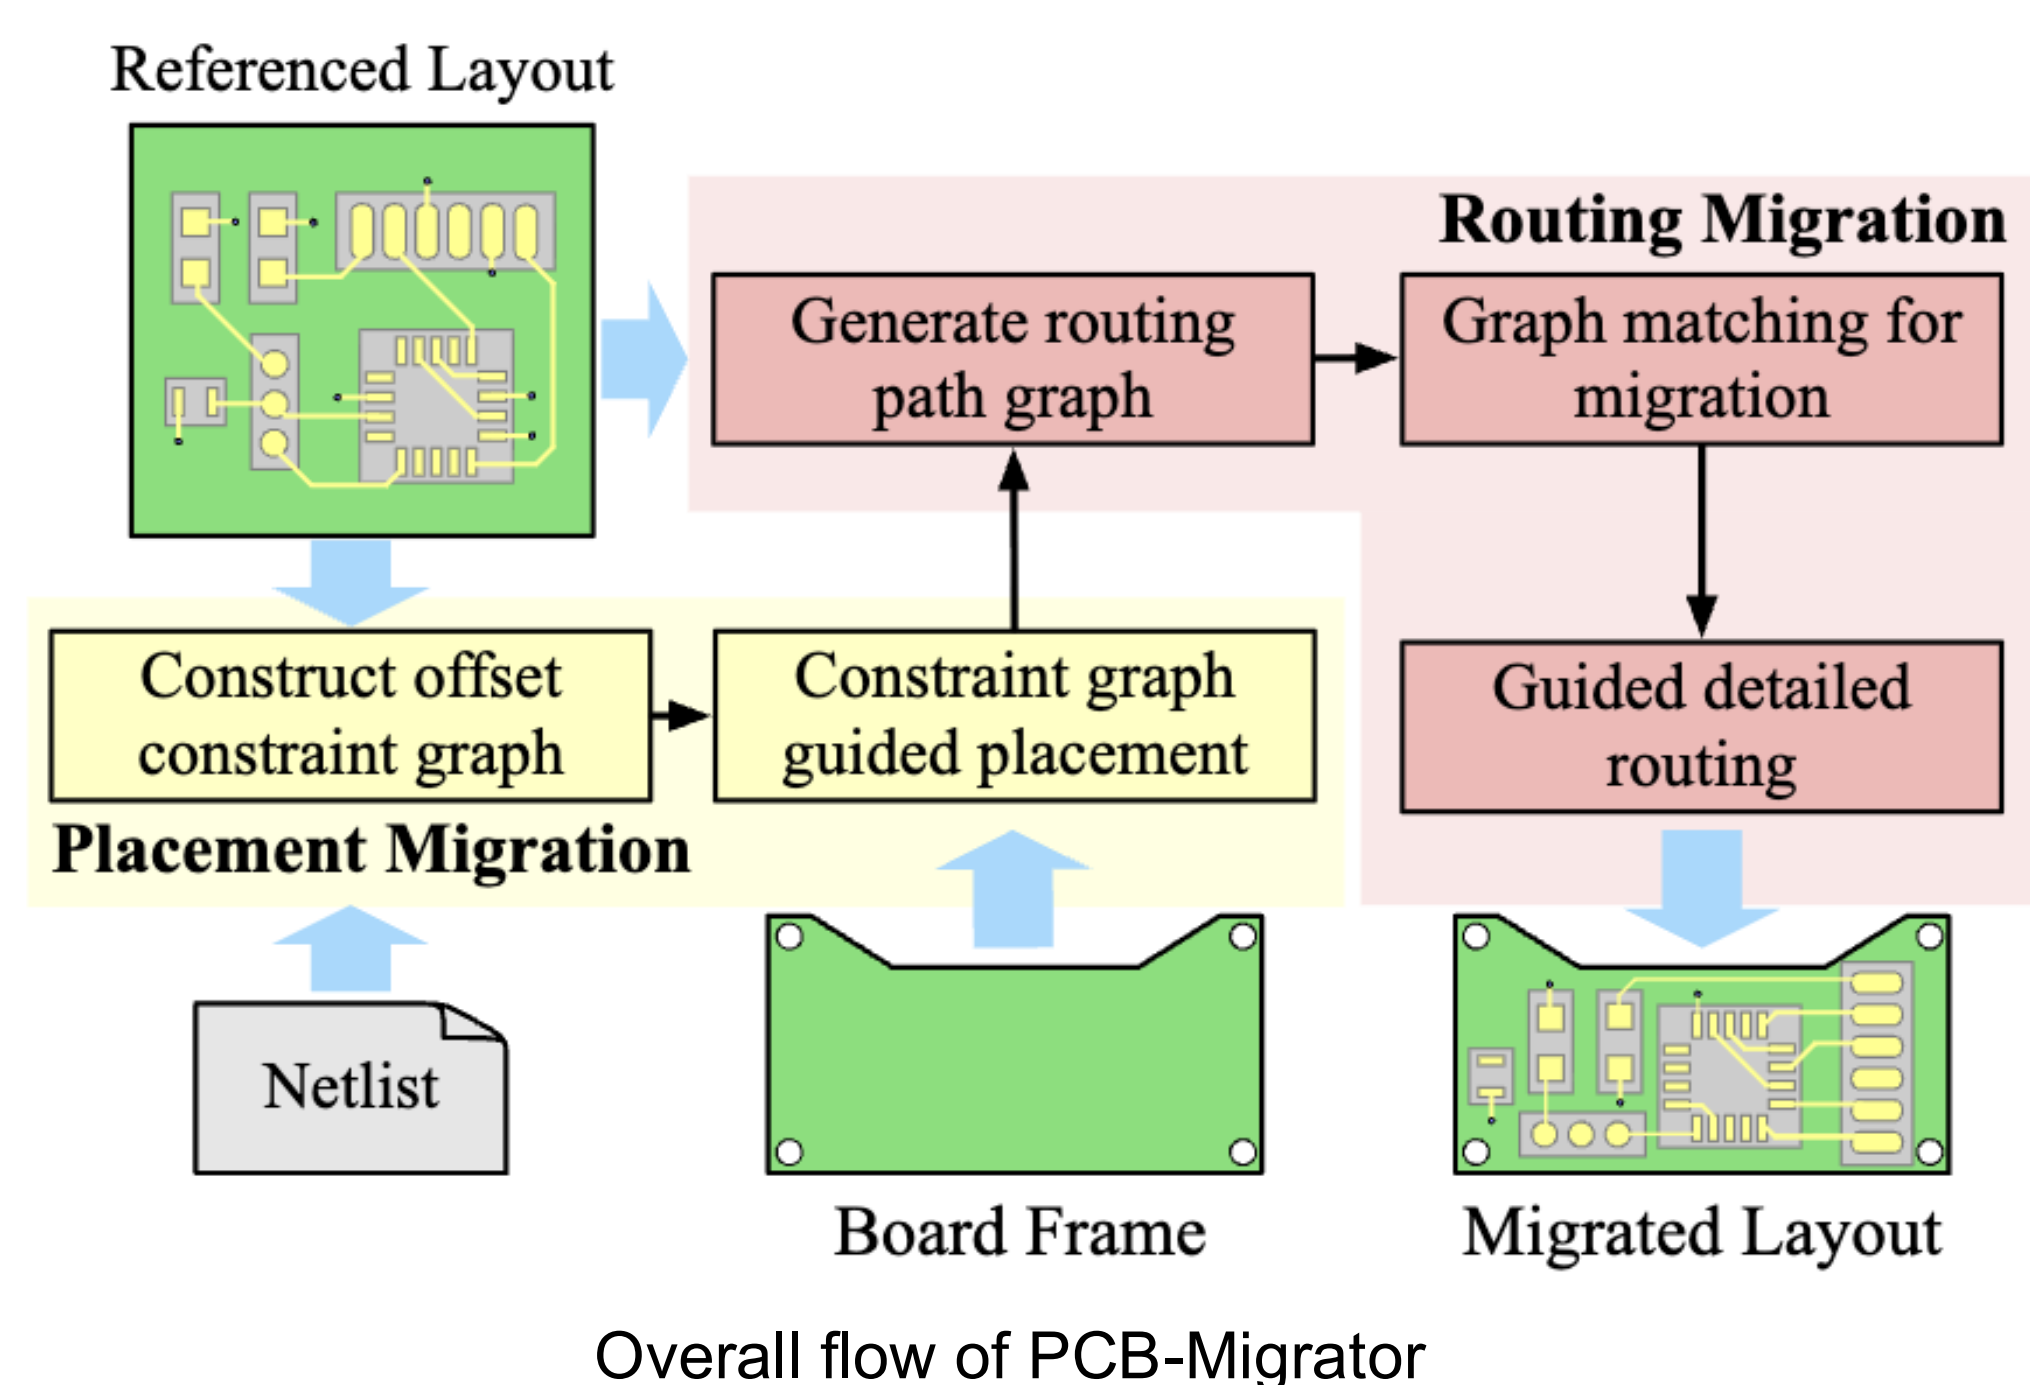 Referenced Layout
Routing Migration
Generate routing
path graph
Graph matching for
migration
Construct offset
constraint graph
Constraint graph
guided placement
Guided detailed
routing
Placement Migration
Netlist
Board Frame
Migrated Layout
Overall flow of PCB-Migrator